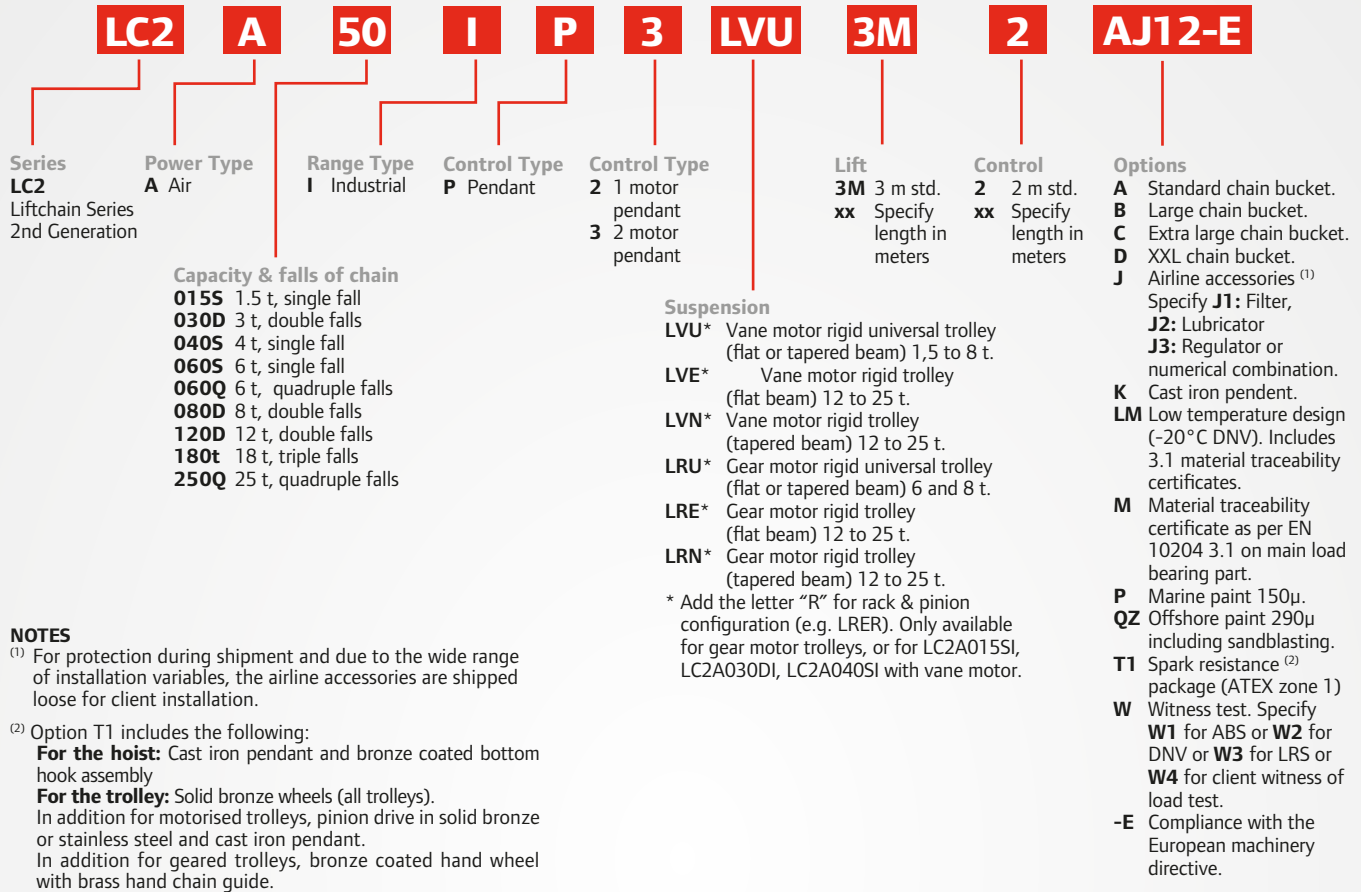 LC2 A 50 I P 3 LVU 3M 2 AJ12-E
Series
LC2
Liftchain Series
2nd Generation
Power Type
A Air
Capacity & falls of chain
015S 1.5 t, single fall
030D 3 t, double falls
040S 4 t, single fall
060S 6 t, single fall
060Q 6 t, quadruple falls
080D 8 t, double falls
120D 12 t, double falls
180t 18 t, triple falls
250Q 25 t, quadruple falls
Range Type
I Industrial
Control Type
P Pendant
Control Type
2 1 motor
pendant
3 2 motor
pendant
Suspension
LVU* Vane motor rigid universal trolley
(flat or tapered beam) 1,5 to 8 t.
LVE* Vane motor rigid trolley
(flat beam) 12 to 25 t.
LVN* Vane motor rigid trolley
(tapered beam) 12 to 25 t.
LRU* Gear motor rigid universal trolley
(flat or tapered beam) 6 and 8 t.
LRE* Gear motor rigid trolley
(flat beam) 12 to 25 t.
LRN* Gear motor rigid trolley
(tapered beam) 12 to 25 t.
* Add the letter “R” for rack & pinion
configuration (e.g. LRER). Only available
for gear motor trolleys, or for LC2A015SI,
LC2A030DI, LC2A040SI with vane motor.
Lift
3M 3 m std.
xx Specify
length in
meters
Control
2 2 m std.
xx Specify
length in
meters
Options
A Standard chain bucket.
B Large chain bucket.
C Extra large chain bucket.
D XXL chain bucket.
J Airline accessories (1)
Specify J1: Filter,
J2: Lubricator
J3: Regulator or
numerical combination.
K Cast iron pendent.
LM Low temperature design
(-20°C DNV). Includes
3.1 material traceability
certificates.
M Material traceability
certificate as per EN
10204 3.1 on main load
bearing part.
P Marine paint 150µ.
QZ Offshore paint 290µ
including sandblasting.
T1 Spark resistance (2)
package (ATEX zone 1)
W Witness test. Specify
W1 for ABS or W2 for
DNV or W3 for LRS or
W4 for client witness of
load test.
-E Compliance with the
European machinery
directive.
NOTES
(1) For protection during shipment and due to the wide range
of installation variables, the airline accessories are shipped
loose for client installation.
(2) Option T1 includes the following:
For the hoist: Cast iron pendant and bronze coated bottom
hook assembly
For the trolley: Solid bronze wheels (all trolleys).
In addition for motorised trolleys, pinion drive in solid bronze
or stainless steel and cast iron pendant.
In addition for geared trolleys, bronze coated hand wheel
with brass hand chain guide.